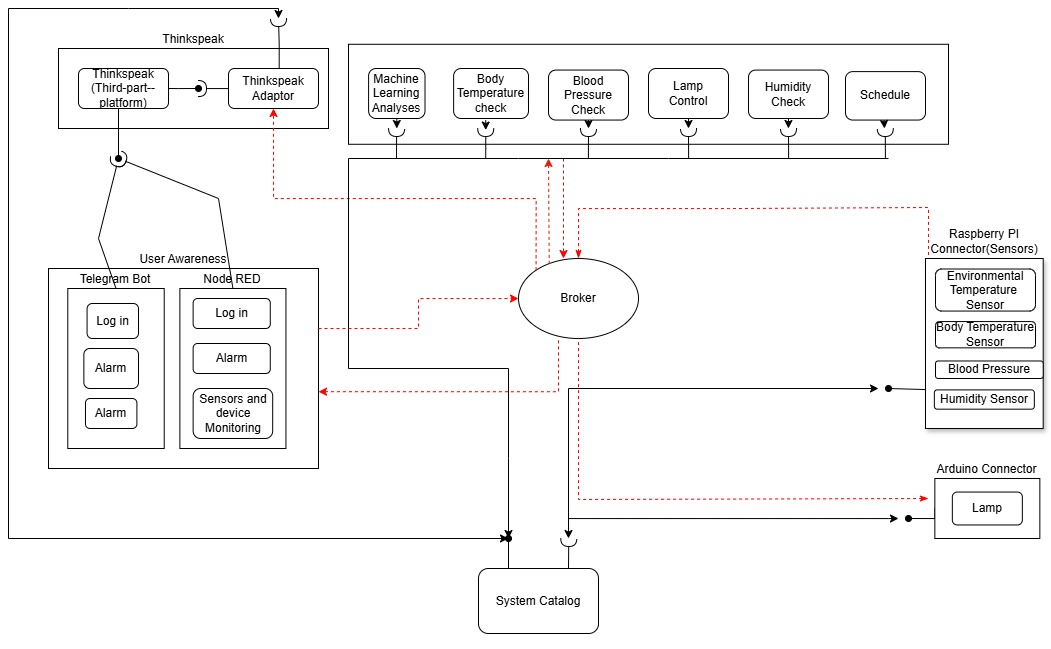 Thinkspeak
Thinkspeak
(Third-part--
platform)
Thinkspeak
Adaptor
Machine
Learning
Analyses
Body
Temperature
check
Blood
Pressure
Check
Lamp
Control
Humidity
Check
Schedule
User Awareness
Telegram Bot
Log in
Alarm
Alarm
Node RED
Log in
Alarm
Sensors and
device
Monitoring
Broker
Raspberry PI
Connector(Sensors)
Environmental
Temperature
Sensor
Body Temperature
Sensor
Blood Pressure
Humidity Sensor
Arduino Connector
Lamp
System Catalog